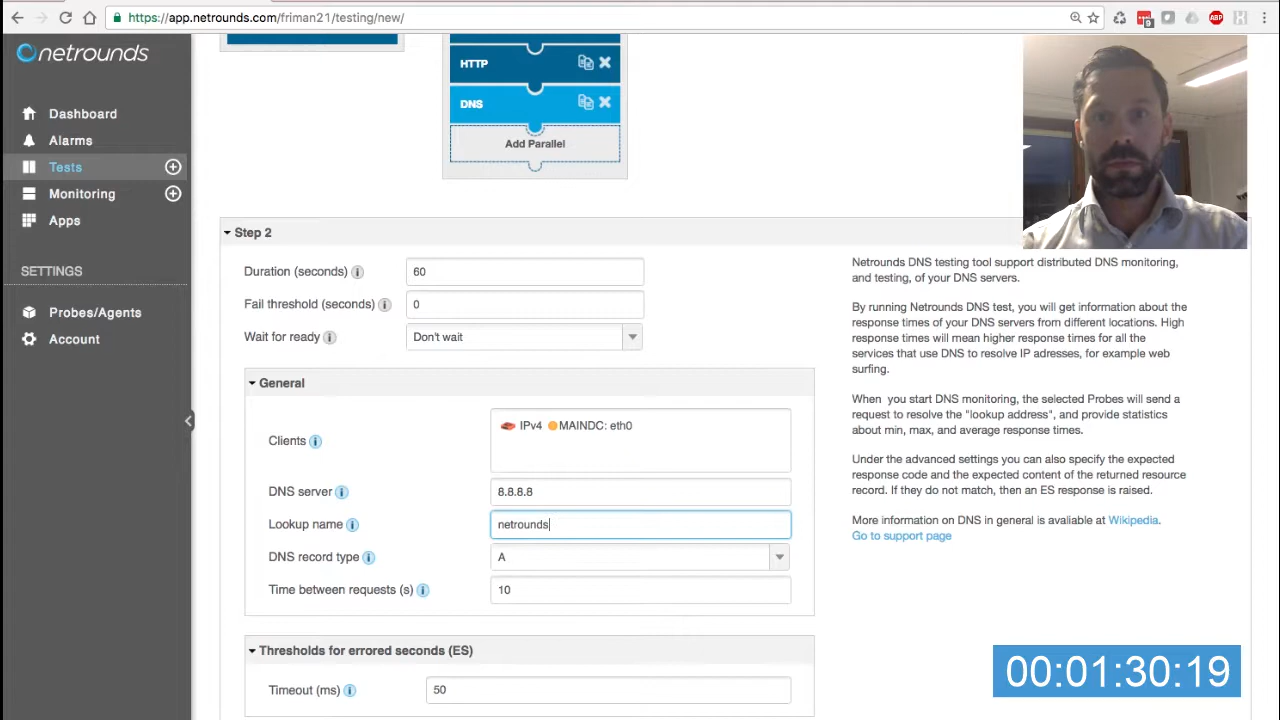 https://app.netrounds.com/friman21/testing/new/
9
ABP
netrounds
Dashboard
Alarms
Tests
Monitoring
Apps
SETTINGS
Probes/Agents
Account
HTTP
DNS
Add Parallel
Step 2
Duration (seconds) i
60
Fail threshold (seconds) i
0
Wait for ready i
Don't wait
General
Clients i
IPv4 MAINDC: eth0
DNS server i
8.8.8.8
Lookup name i
netrounds
DNS record type i
A
Time between requests (s) i
10
Thresholds for errored seconds (ES)
Timeout (ms) i
50
Netrounds DNS testing tool support distributed DNS monitoring,
and testing, of your DNS servers.
By running Netrounds DNS test, you will get information about the
response times of your DNS servers from different locations. High
response times will mean higher response times for all the
services that use DNS to resolve IP adresses, for example web
surfing.
When you start DNS monitoring, the selected Probes will send a
request to resolve the "lookup address", and provide statistics
about min, max, and average response times.
Under the advanced settings you can also specify the expected
response code and the expected content of the returned resource
record. If they do not match, then an ES response is raised.
More information on DNS in general is avaliable at Wikipedia.
Go to support page
00:01:30:19